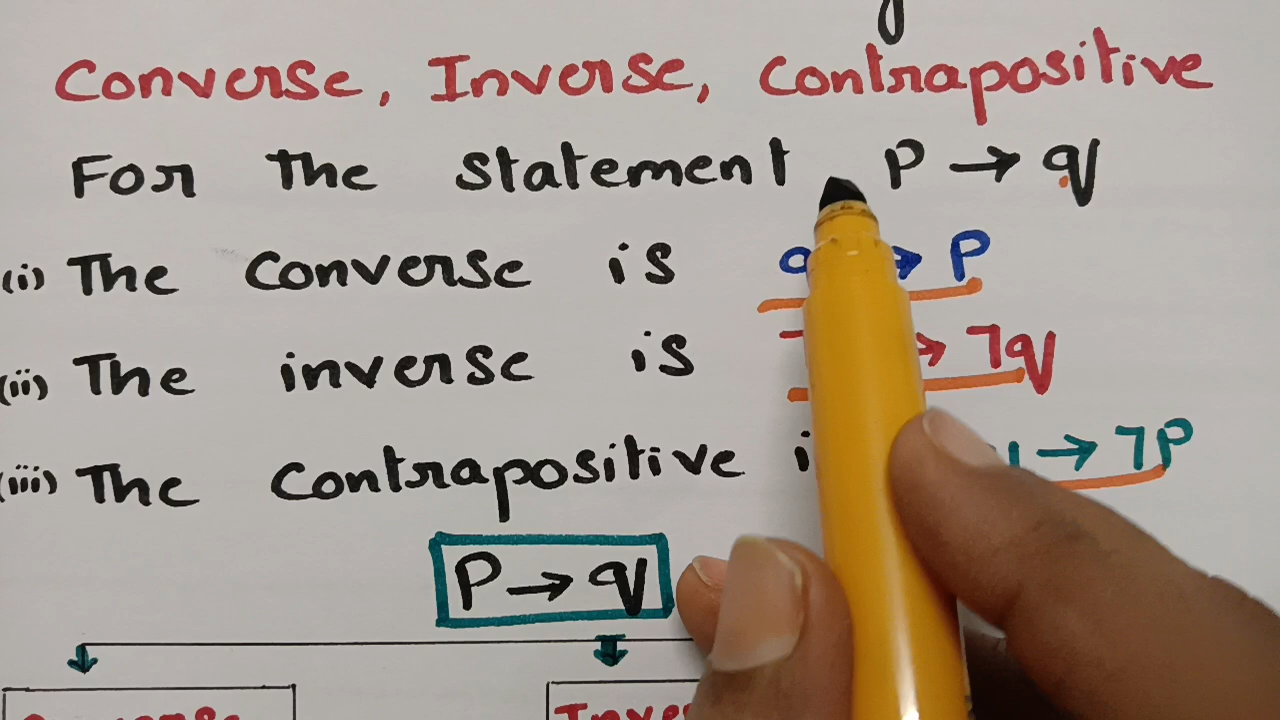 Converse, Inverse, Contrapositive
For the statement P → q
(i) The converse is → P
(ii) The inverse is → ¬q
(iii) The contrapositive → ¬P
P → q